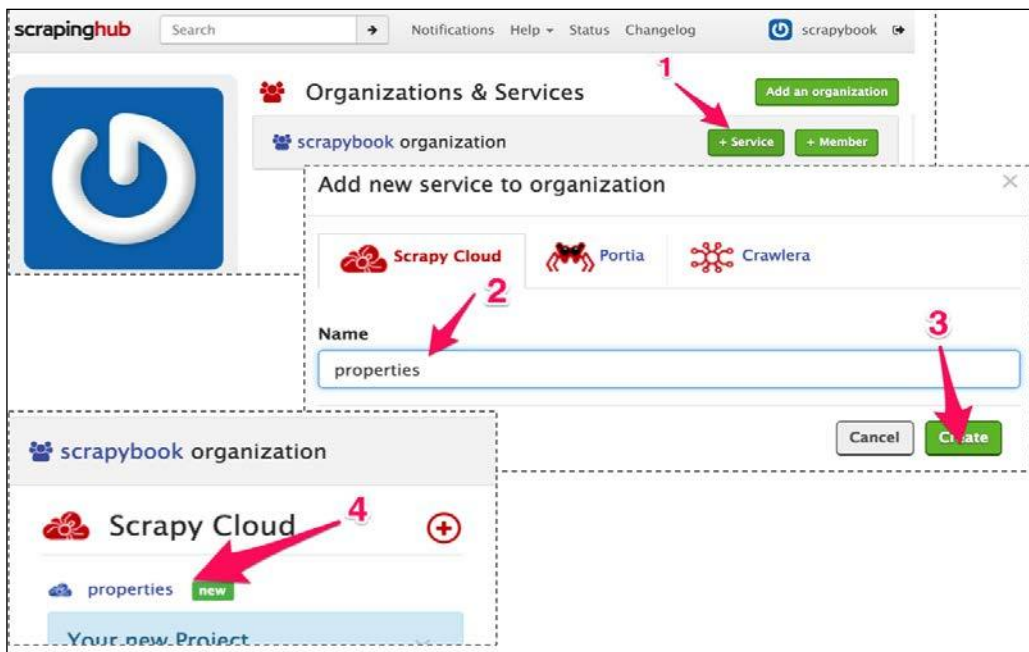 scrapinghub Search Notifications Help Status Changelog scrapybook
1
Organizations & Services Add an organization
scrapybook organization + Service + Member
Add new service to organization
Scrapy Cloud Portia Crawlera
2
3
Name
properties
Cancel Create
scrapybook organization
4
Scrapy Cloud
properties new
Your new Project